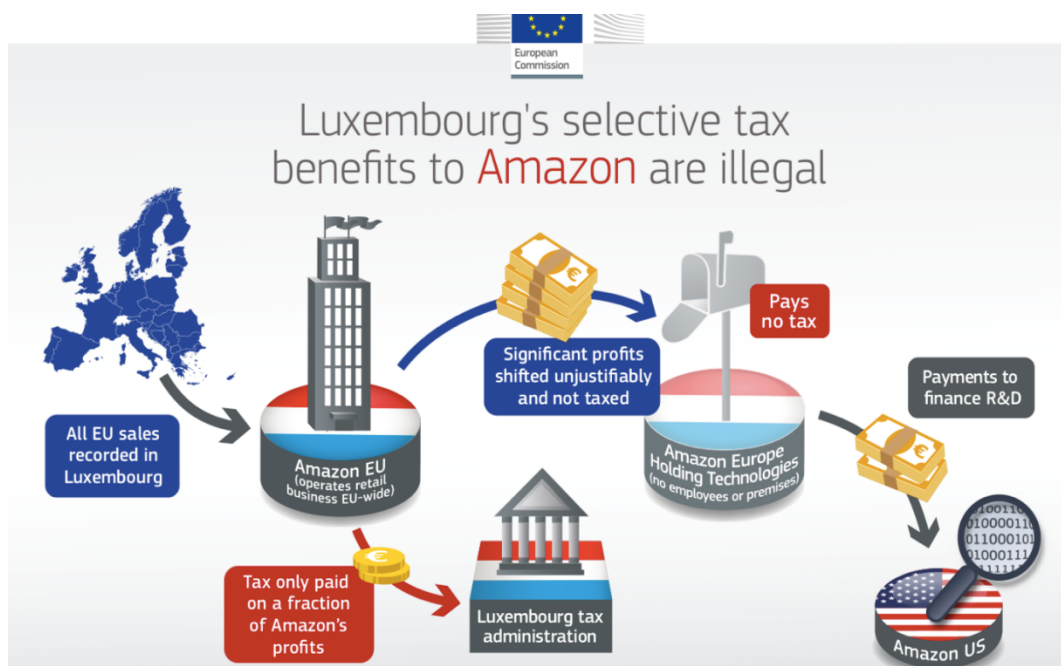 European
Commission
Luxembourg's selective tax
benefits to Amazon are illegal
All EU sales
recorded in
Luxembourg
Amazon EU
(operates retail
business EU-wide)
Significant profits
shifted unjustifiably
and not taxed
Pays
no tax
Amazon Europe
Holding Technologies
(no employees or premises)
Payments to
finance R&D
Tax only paid
on a fraction
of Amazon's
profits
Luxembourg tax
administration
Amazon US